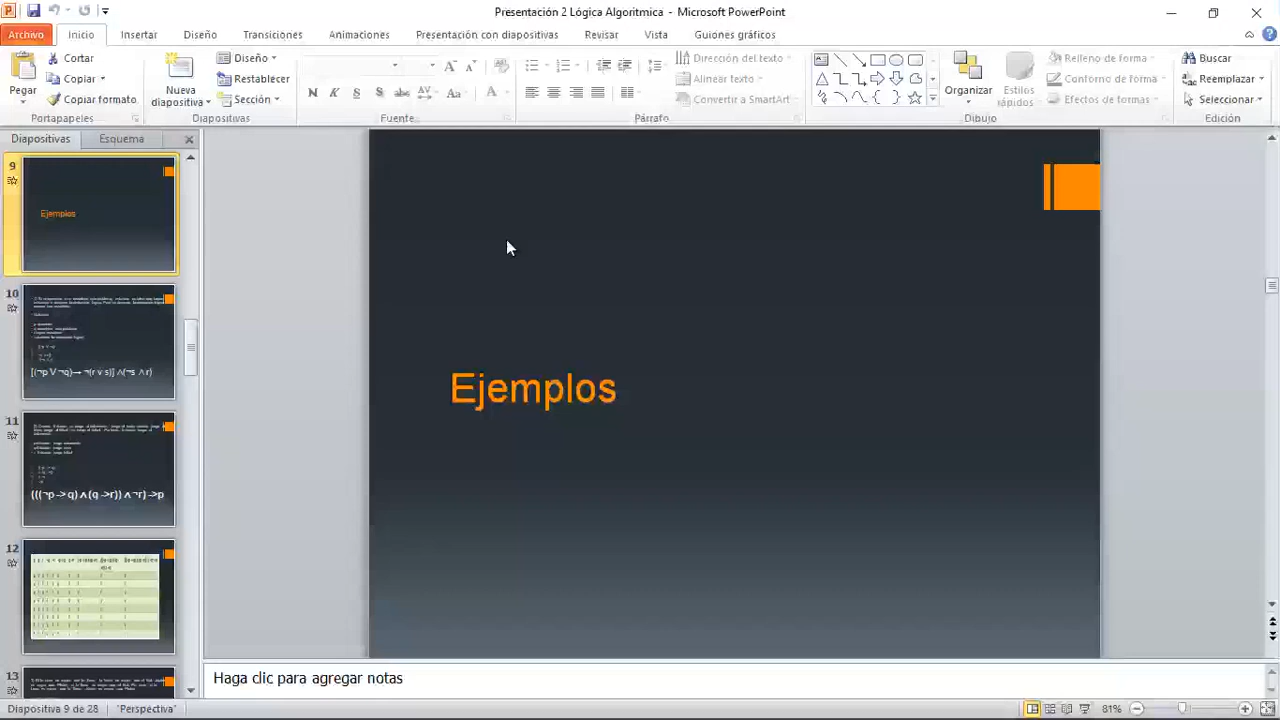 Presentación 2 Lógica Algoritmica - Microsoft PowerPoint
Archivo Inicio Insertar Diseño Transiciones Animaciones Presentación con diapositivas Revisar Vista Guiones gráficos
Pegar
Cortar
Copiar
Copiar formato
Portapapeles
Nueva diapositiva
Diseño
Restablecer
Sección
Diapositivas
N K S abc AV Aa A
Fuente
Dirección del texto
Alinear texto
Convertir a SmartArt
Párrafo
Organizar
Estilos rápidos
Relleno de forma
Contorno de forma
Efectos de formas
Dibujo
Buscar
Reemplazar
Seleccionar
Edición
Diapositivas Esquema
9
Ejemplos
10
[(¬p V ¬q)→ ¬(r v s)] ∧(¬s ∧ r)
11
(((¬p -> q) ∧ (q ->r)) ∧ ¬r) ->p
12
13
Ejemplos
Haga clic para agregar notas
Diapositiva 9 de 28 "Perspectiva" 81%